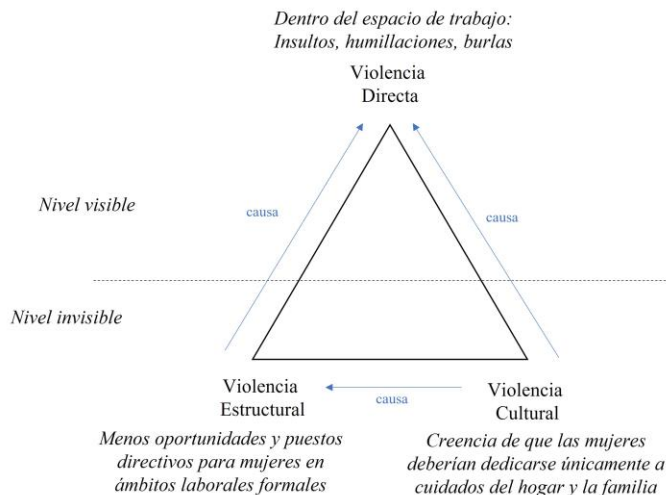 Dentro del espacio de trabajo:
Insultos, humillaciones, burlas
Violencia
Directa
Nivel visible
causa
causa
Nivel invisible
Violencia
Estructural
causa
Violencia
Cultural
Menos oportunidades y puestos
directivos para mujeres en
ámbitos laborales formales
Creencia de que las mujeres
deberían dedicarse únicamente a
cuidados del hogar y la familia